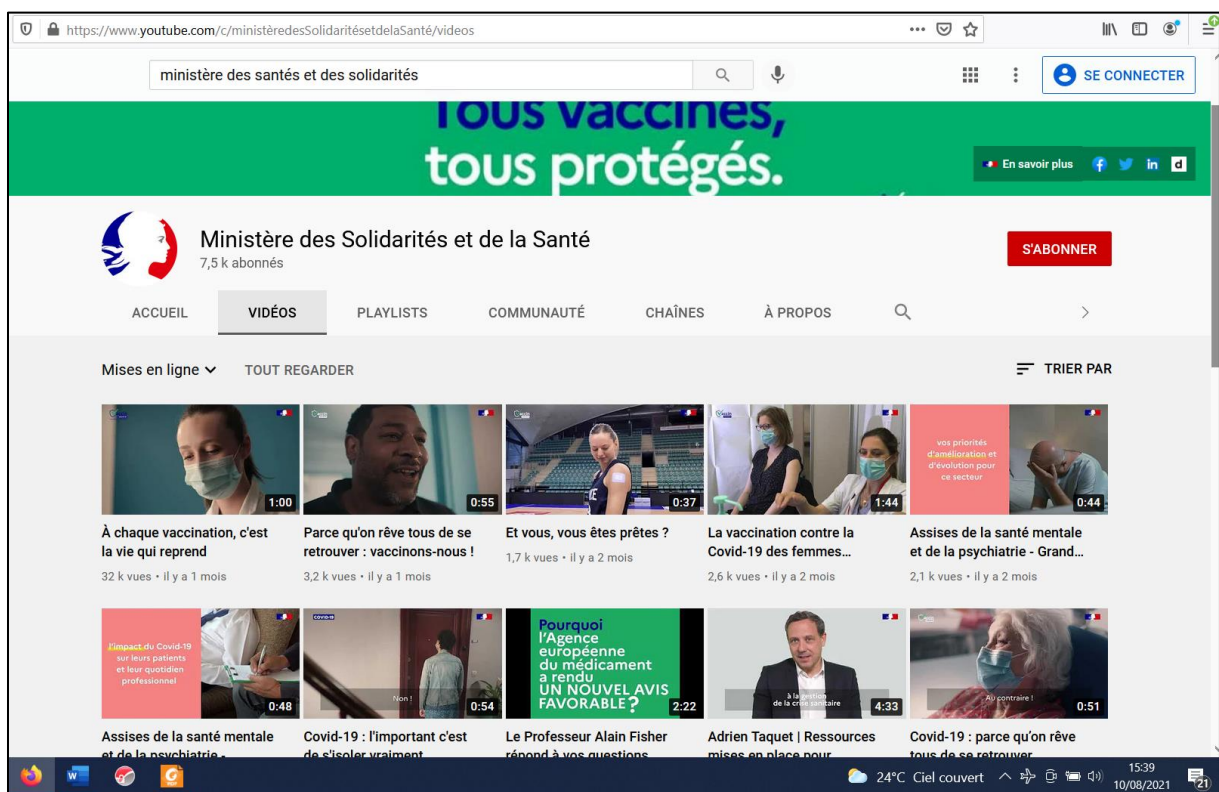 https://www.youtube.com/c/ministèredesSolidaritésetdelaSanté/videos
ministère des santés et des solidarités
SE CONNECTER
Tous vaccinés,
tous protégés.
En savoir plus
Ministère des Solidarités et de la Santé
7,5 k abonnés
S'ABONNER
ACCUEIL VIDÉOS PLAYLISTS COMMUNAUTÉ CHAÎNES À PROPOS
Mises en ligne TOUT REGARDER TRIER PAR
vos priorités
d'amélioration et
d'évolution pour
ce secteur
1:00 0:55 0:37 1:44 0:44
À chaque vaccination, c'est
la vie qui reprend
32 k vues • il y a 1 mois
Parce qu'on rêve tous de se
retrouver : vaccinons-nous !
3,2 k vues • il y a 1 mois
Et vous, vous êtes prêtes ?
1,7 k vues • il y a 2 mois
La vaccination contre la
Covid-19 des femmes...
2,6 k vues • il y a 2 mois
Assises de la santé mentale
et de la psychiatrie - Grand...
2,1 k vues • il y a 2 mois
l'impact du Covid-19
sur leurs patients
et leur quotidien
professionnel
0:48
COVID-19
Non !
0:54
Pourquoi
l'Agence
européenne
du médicament
a rendu
UN NOUVEL AVIS
FAVORABLE ?
2:22
à la gestion
de la crise sanitaire
4:33
Au contraire !
0:51
Assises de la santé mentale
et de la psychiatrie -
Covid-19 : l'important c'est
de s'isoler vraiment
Le Professeur Alain Fisher
répond à vos questions
Adrien Taquet | Ressources
mises en place pour
Covid-19 : parce qu'on rêve
tous de se retrouver
24°C Ciel couvert
15:39
10/08/2021
21